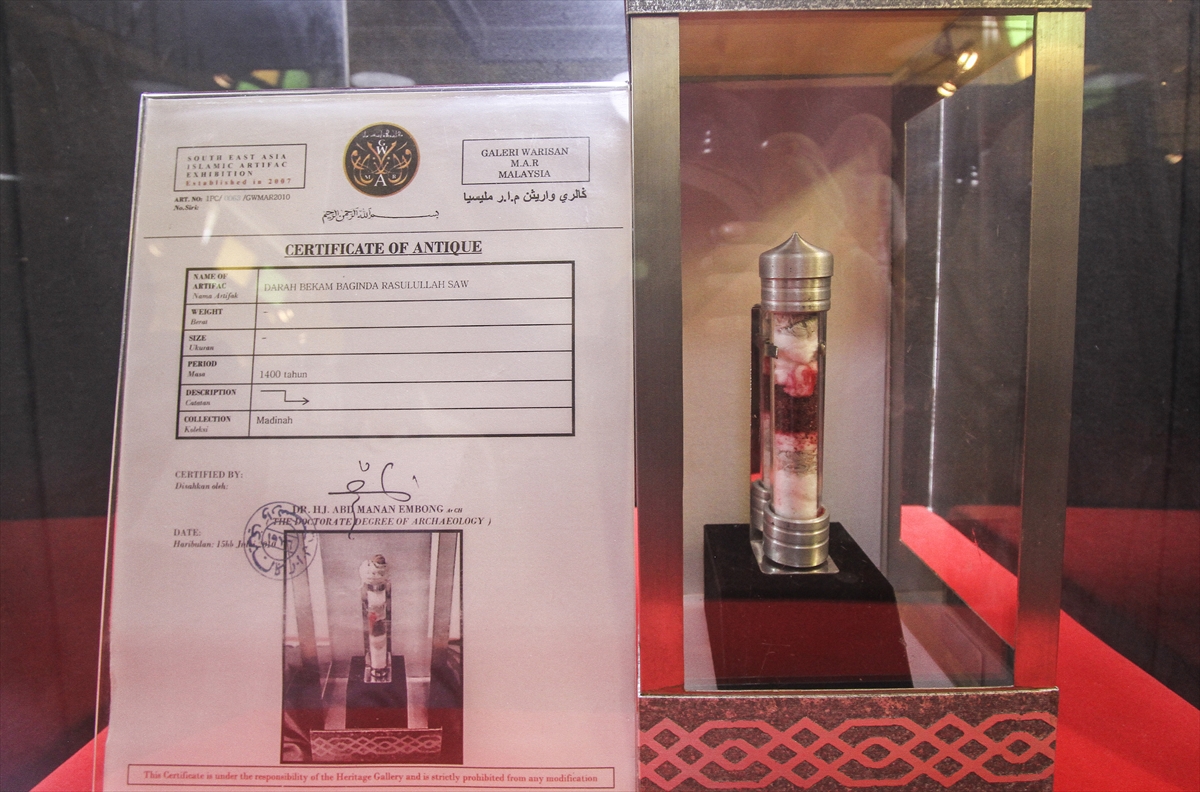 SOUTH EAST ASIA
ISLAMIC ARTIFAC
EXHIBITION
Established in 2007
ART. NO: IPC/ /GWMAR2010
No.Siri:
GWA
M R
GALERI WARISAN
M.A.R
MALAYSIA
ڬالري واريثن م.ا.ر مليسيا
بسم الله الرحمن الرحيم
CERTIFICATE OF ANTIQUE
NAME OF
ARTIFAC
Nama Artifak
DARAH BEKAM BAGINDA RASULULLAH SAW
WEIGHT
Berat
-
SIZE
Ukuran
-
PERIOD
Masa
1400 tahun
DESCRIPTION
Catatan
COLLECTION
Koleksi
Madinah
CERTIFIED BY:
Disahkan oleh:
DR. HJ. ABD MANAN EMBONG
(THE DOCTORATE DEGREE OF ARCHAEOLOGY )
DATE:
Haribulan: 15hb
This Certificate is under the responsibility of the Heritage Gallery and is strictly prohibited from any modification